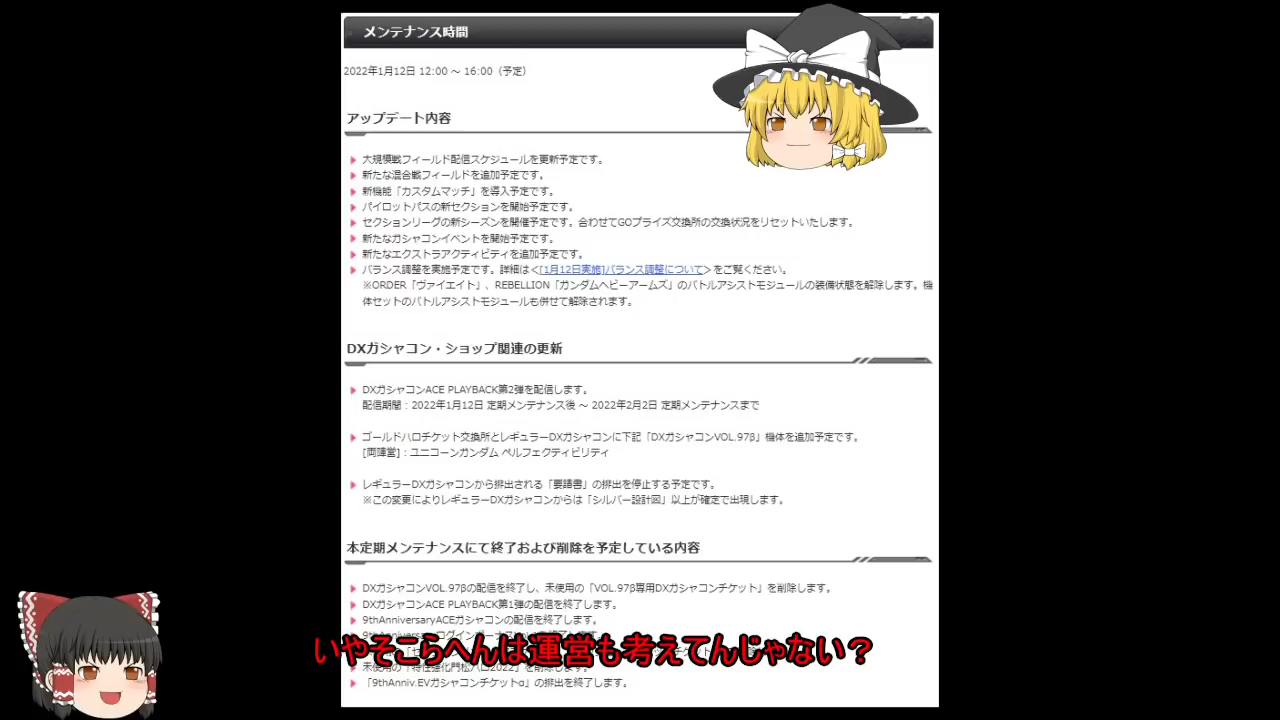 メンテナンス時間
2022年1月12日 12:00 ～ 16:00（予定）
アップデート内容
大規模戦フィールド配信スケジュールを更新予定です。
新たな混合戦フィールドを追加予定です。
新機能「カスタムマッチ」を導入予定です。
パイロットパスの新セクションを開始予定です。
セクションリーグの新シーズンを開催予定です。合わせてGOプライズ交換所の交換状況をリセットいたします。
新たなガシャコンイベントを開始予定です。
新たなエクストラアクティビティを追加予定です。
バランス調整を実施予定です。詳細は<[1月12日実施]バランス調整について>をご覧ください。
※ORDER「ヴァイエイト」、REBELLION「ガンダムヘビーアームズ」のバトルアシストモジュールの装備状態を解除します。機
体セットのバトルアシストモジュールも併せて解除されます。
DXガシャコン・ショップ関連の更新
DXガシャコンACE PLAYBACK第2弾を配信します。
配信期間：2022年1月12日 定期メンテナンス後 ～ 2022年2月2日 定期メンテナンスまで
ゴールドハロチケット交換所とレギュラーDXガシャコンに下記「DXガシャコンVOL.97β」機体を追加予定です。
[両陣営]：ユニコーンガンダム ペルフェクティビリティ
レギュラーDXガシャコンから排出される「要請書」の排出を停止する予定です。
※この変更によりレギュラーDXガシャコンからは「シルバー設計図」以上が確定で出現します。
本定期メンテナンスにて終了および削除を予定している内容
DXガシャコンVOL.97βの配信を終了し、未使用の「VOL.97β専用DXガシャコンチケット」を削除します。
DXガシャコンACE PLAYBACK第1弾の配信を終了します。
9thAnniversaryACEガシャコンの配信を終了します。
いやそこらへんは運営も考えてんじゃない？
「9thAnniv.EVガシャコンチケットα」の排出を終了します。